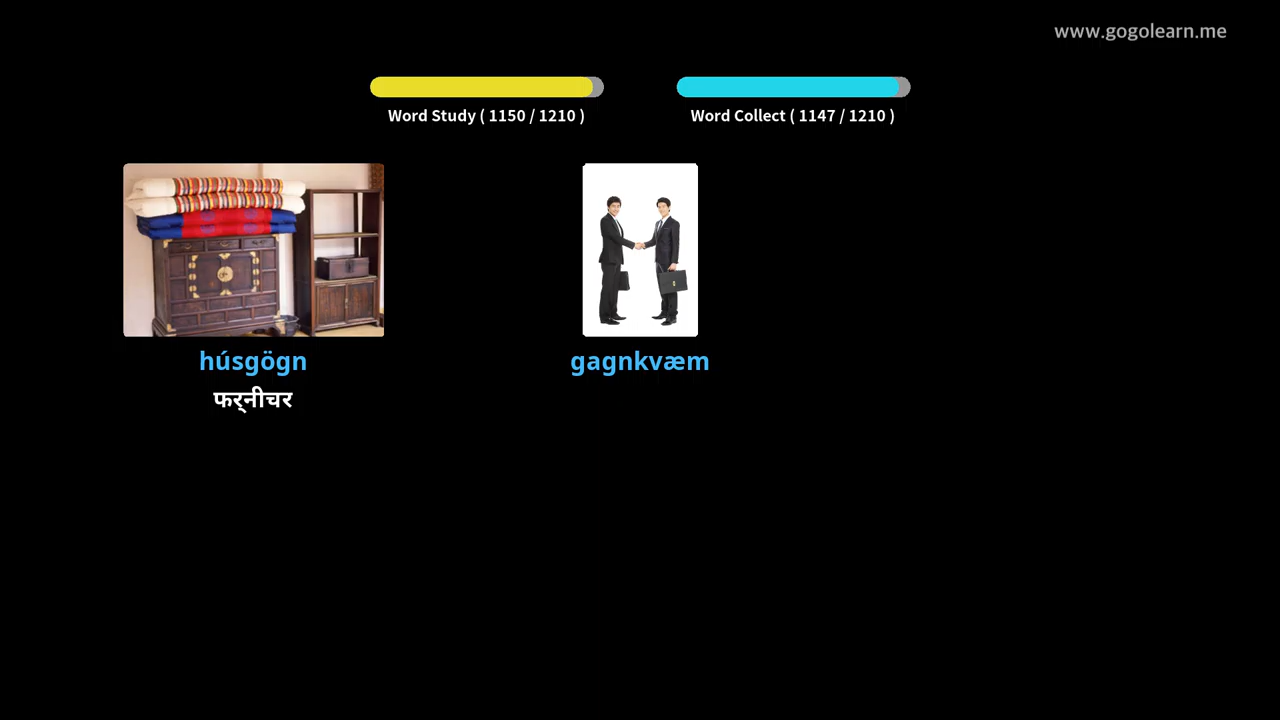 www.gogolearn.me
Word Study ( 1150 / 1210 )
Word Collect ( 1147 / 1210 )
húsgögn
gagnkvæm
फर्नीचर